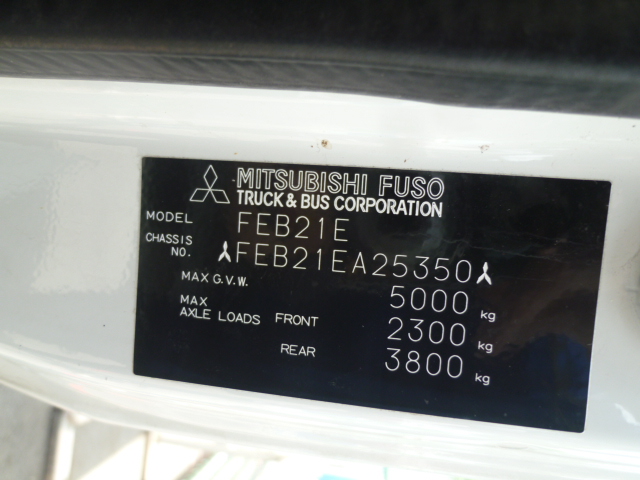 MITSUBISHI FUSO
TRUCK & BUS CORPORATION
MODEL FEB21E
CHASSIS NO. FEB21EA25350
MAX G.V.W. 5000 kg
MAX AXLE LOADS FRONT 2300 kg
REAR 3800 kg